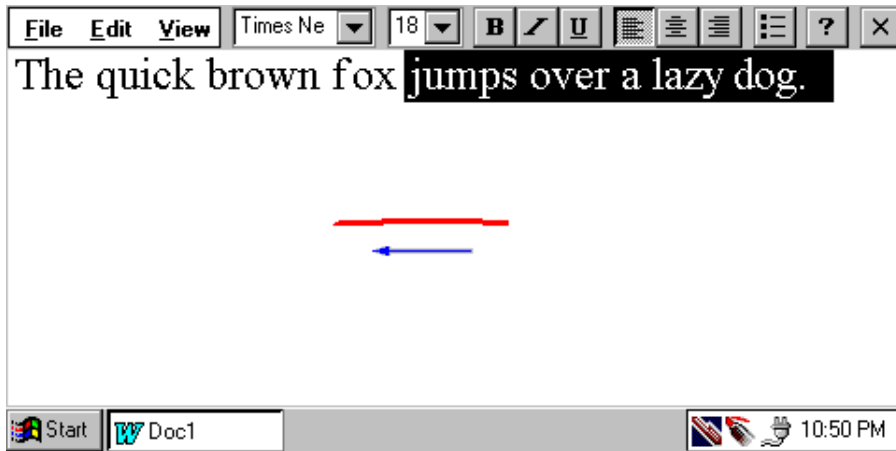 File Edit View Times Ne 18 B I U ? ×
The quick brown fox jumps over a lazy dog.
Start W Doc1 10:50 PM